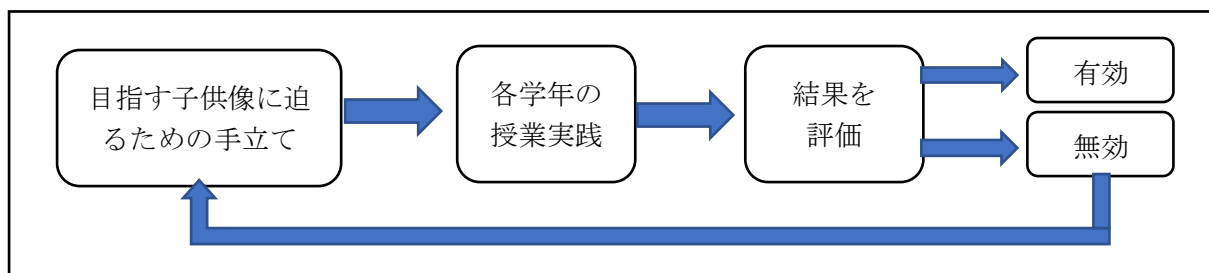 目指す子供像に迫
るための手立て
各学年の
授業実践
結果を
評価
有効
無効